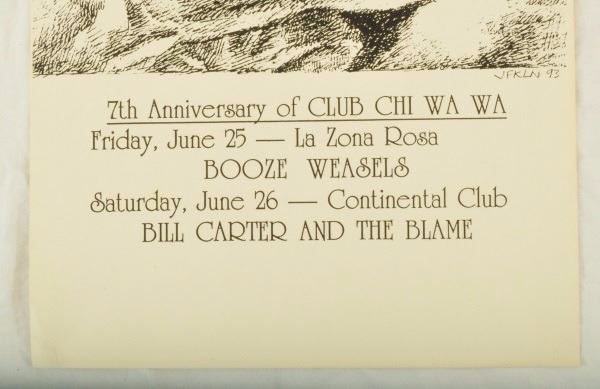 JFKLN 93
7th Anniversary of CLUB CHI WA WA
Friday, June 25 — La Zona Rosa
BOOZE WEASELS
Saturday, June 26 — Continental Club
BILL CARTER AND THE BLAME